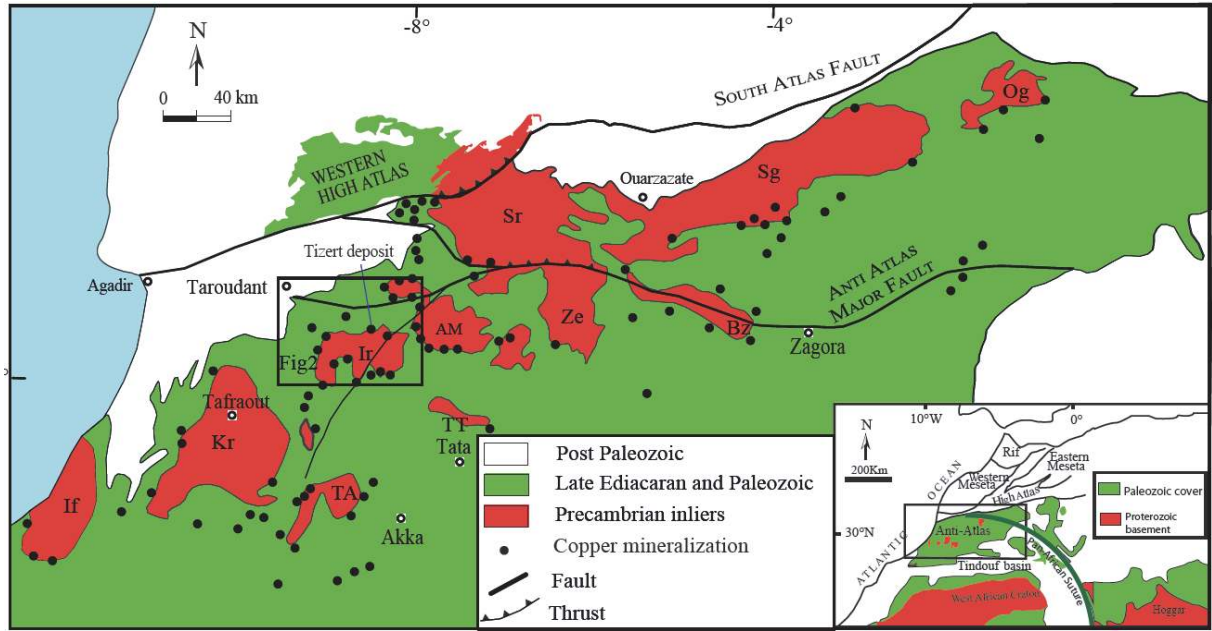 -8°
-4°
N
0 40 km
SOUTH ATLAS FAULT
Og
WESTERN
HIGH ATLAS
Ouarzazate
Sg
Sr
Tizert deposit
Agadir
Taroudant
ANTI ATLAS
MAJOR FAULT
Ze
AM
Bz
Zagora
Fig2
Ir
Tafraout
Kr
TT
Tata
TA
If
Akka
Post Paleozoic
Late Ediacaran and Paleozoic
Precambrian inliers
Copper mineralization
Fault
Thrust
10°W
0°
N
200Km
Rif
Eastern
Meseta
Western
Meseta
High Atlas
ATLANTIC OCEAN
30°N
Anti-Atlas
Tindouf basin
Pan African Suture
West African Craton
Hoggar
Paleozoic cover
Proterozoic
basement